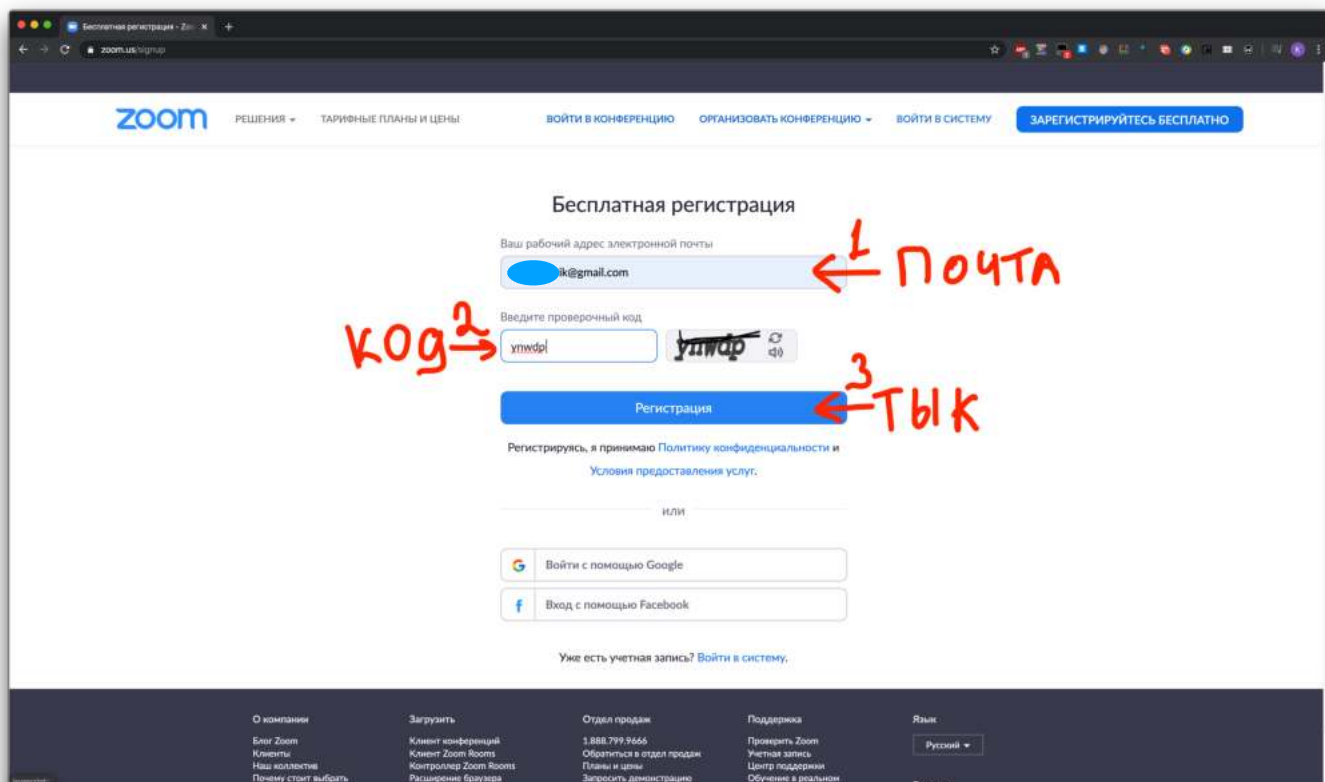 Бесплатная регистрация - Zoo
zoom.us/signup
zoom
РЕШЕНИЯ
ТАРИФНЫЕ ПЛАНЫ И ЦЕНЫ
ВОЙТИ В КОНФЕРЕНЦИЮ
ОРГАНИЗОВАТЬ КОНФЕРЕНЦИЮ
ВОЙТИ В СИСТЕМУ
ЗАРЕГИСТРИРУЙТЕСЬ БЕСПЛАТНО
Бесплатная регистрация
Ваш рабочий адрес электронной почты
ik@gmail.com
1 ПОЧТА
Введите проверочный код
код 2
ynwdp
ynwdp
Регистрация
3 ТЫК
Регистрируясь, я принимаю Политику конфиденциальности и
Условия предоставления услуг.
или
Войти с помощью Google
Вход с помощью Facebook
Уже есть учетная запись? Войти в систему.
О компании
Загрузить
Отдел продаж
Поддержка
Язык
Блог Zoom
Клиент конференций
1.888.799.9666
Проверить Zoom
Русский
Клиенты
Клиент Zoom Rooms
Обратиться в отдел продаж
Учетная запись
Наш коллектив
Контроллер Zoom Rooms
Планы и цены
Центр поддержки
Почему стоит выбрать
Расширение браузера
Запросить демонстрацию
Обучение в реальном